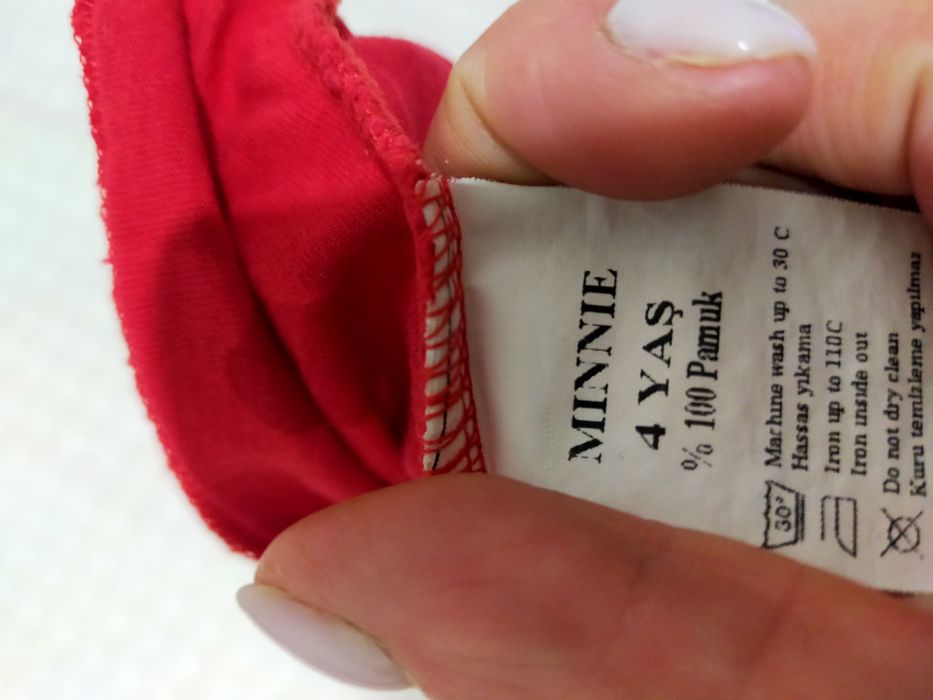 MINNIE
4 YAŞ
% 100 Pamuk
30°
Machine wash up to 30 C
Hassas yıkama
Iron up to 110C
Iron inside out
Do not dry clean
Kuru temizleme yapılmaz